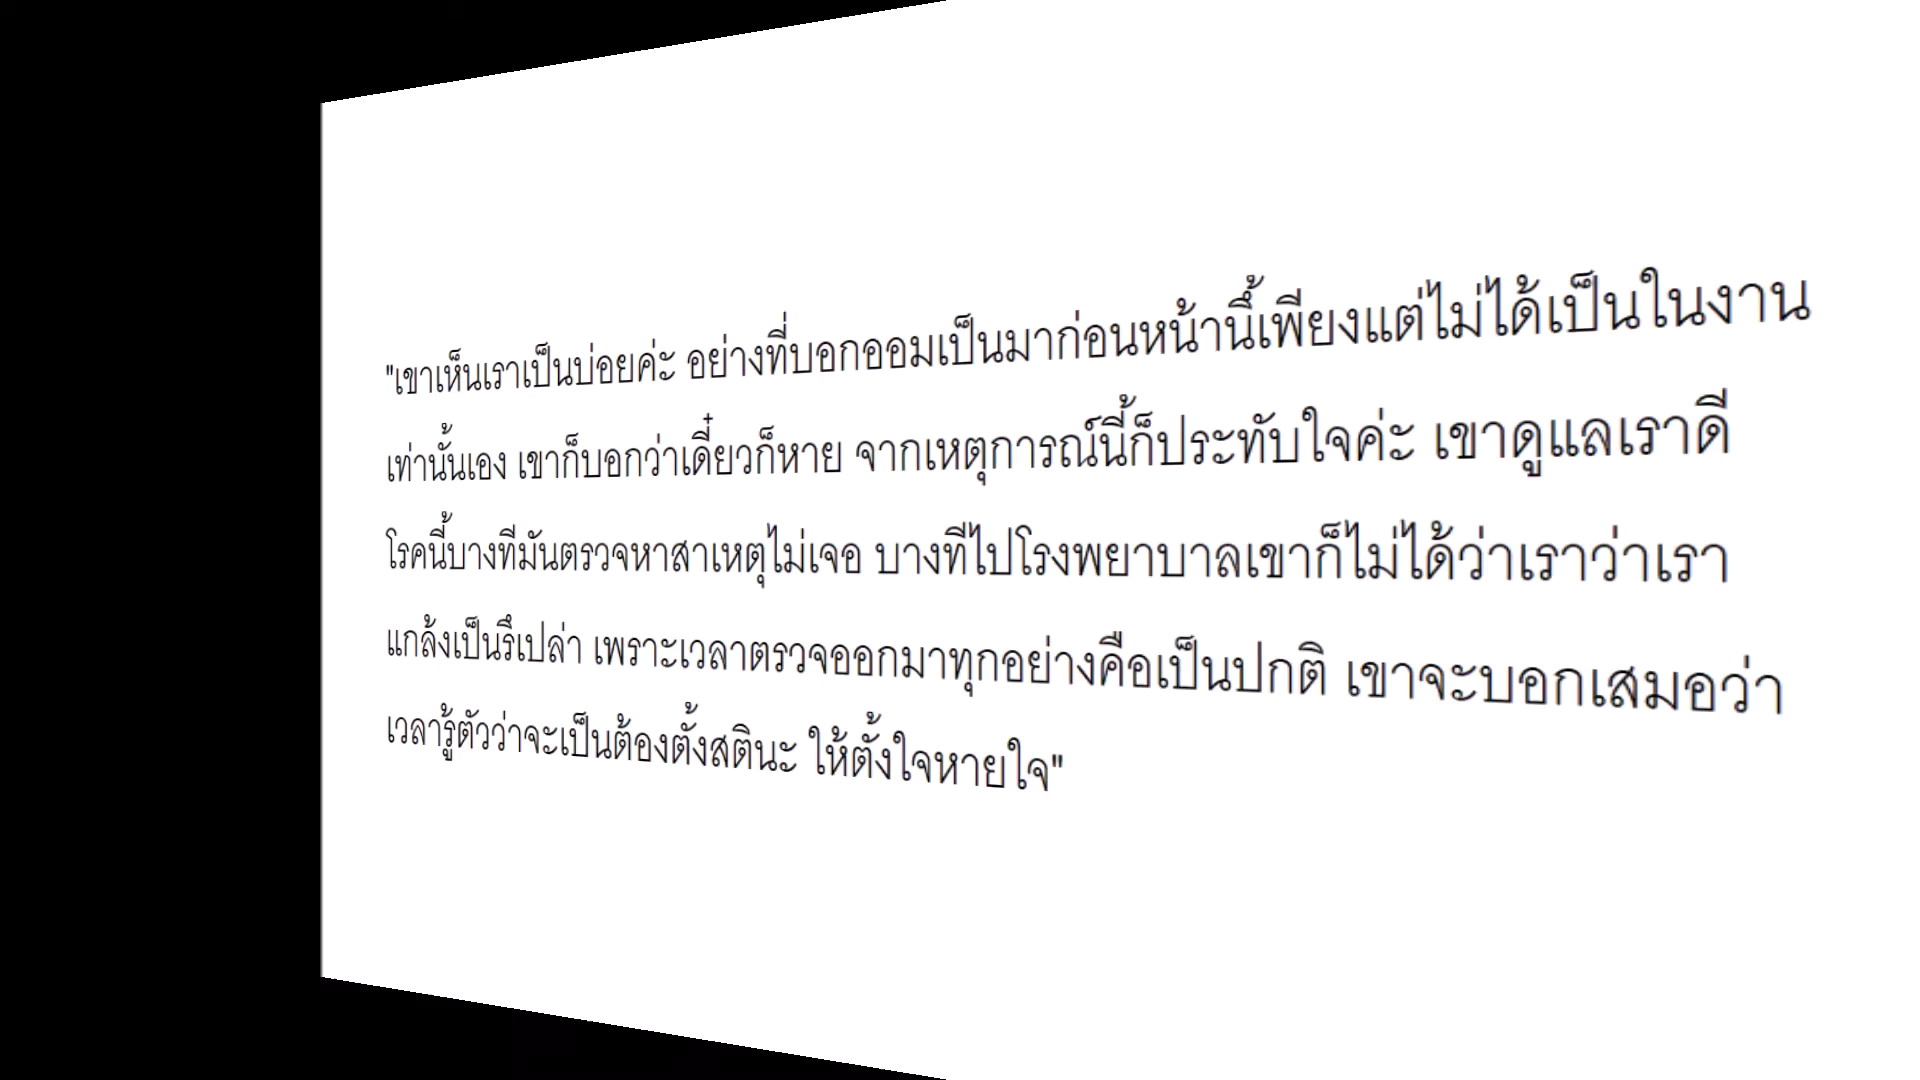 "เขาเห็นเราเป็นบ่อยค่ะ อย่างที่บอกออมเป็นมาก่อนหน้านี้เพียงแต่ไม่ได้เป็นในงาน
เท่านั้นเอง เขาก็บอกว่าเดี๋ยวก็หาย จากเหตุการณ์นี้ก็ประทับใจค่ะ เขาดูแลเราดี
โรคนี้บางทีมันตรวจหาสาเหตุไม่เจอ บางทีไปโรงพยาบาลเขาก็ไม่ได้ว่าเราว่าเรา
แกล้งเป็นรึเปล่า เพราะเวลาตรวจออกมาทุกอย่างคือเป็นปกติ เขาจะบอกเสมอว่า
เวลารู้ตัวว่าจะเป็นต้องตั้งสตินะ ให้ตั้งใจหายใจ"